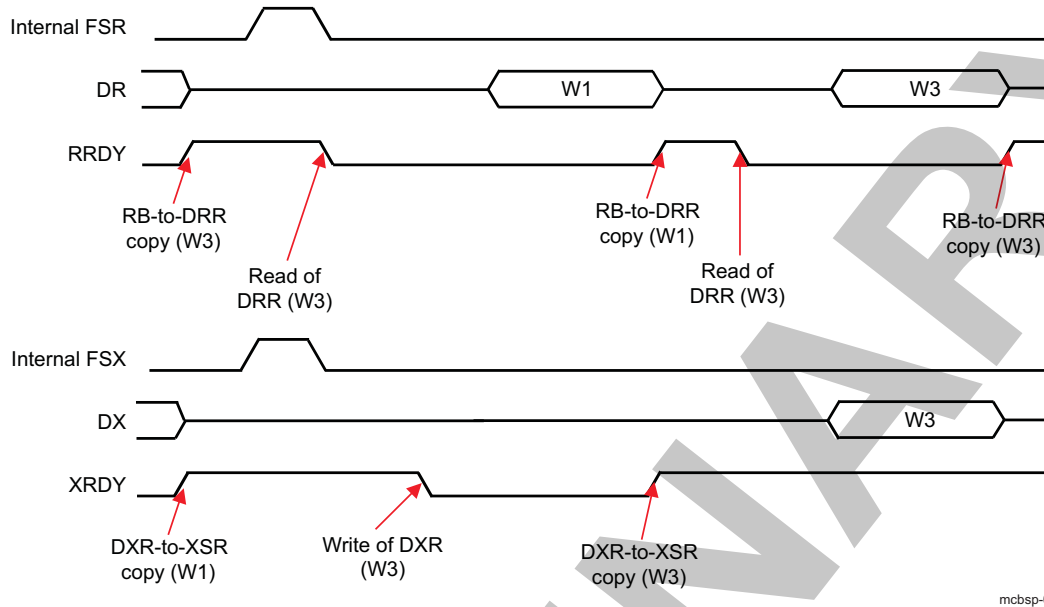 Internal FSR
DR
W1
W3
RRDY
RB-to-DRR
copy (W3)
Read of
DRR (W3)
RB-to-DRR
copy (W1)
Read of
DRR (W3)
RB-to-DRR
copy (W3)
Internal FSX
DX
W3
XRDY
DXR-to-XSR
copy (W1)
Write of DXR
(W3)
DXR-to-XSR
copy (W3)